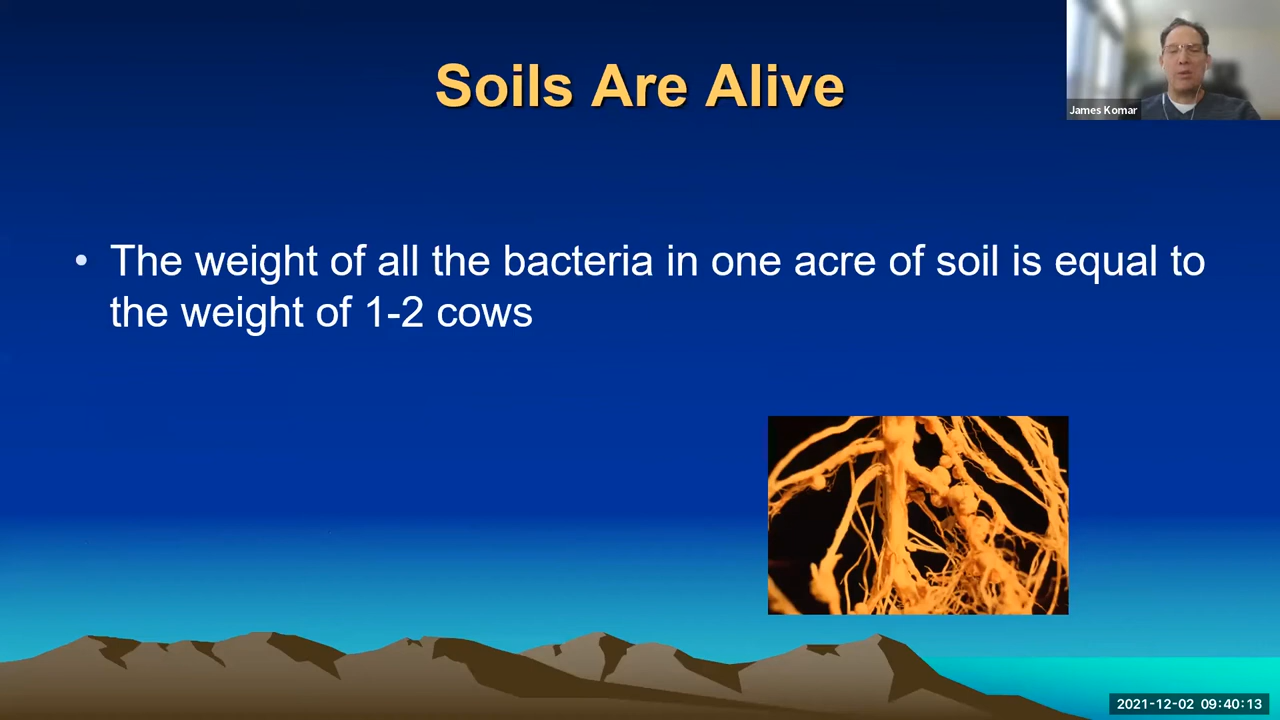 Soils Are Alive
James Komar
• The weight of all the bacteria in one acre of soil is equal to
the weight of 1-2 cows
2021-12-02 09:40:13